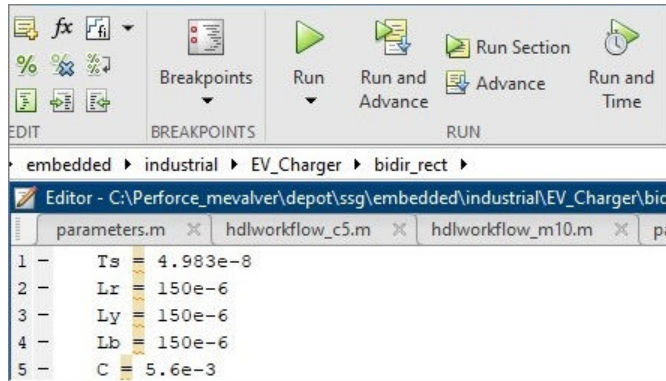 fx
Breakpoints
Run
Run and Advance
Run Section
Advance
Run and Time
EDIT
BREAKPOINTS
RUN
embedded ▸ industrial ▸ EV_Charger ▸ bidir_rect ▸
Editor - C:\Perforce_mevalver\depot\ssg\embedded\industrial\EV_Charger\bid
parameters.m
hdlworkflow_c5.m
hdlworkflow_m10.m
pa
1 - Ts = 4.983e-8
2 - Lr = 150e-6
3 - Ly = 150e-6
4 - Lb = 150e-6
5 - C = 5.6e-3